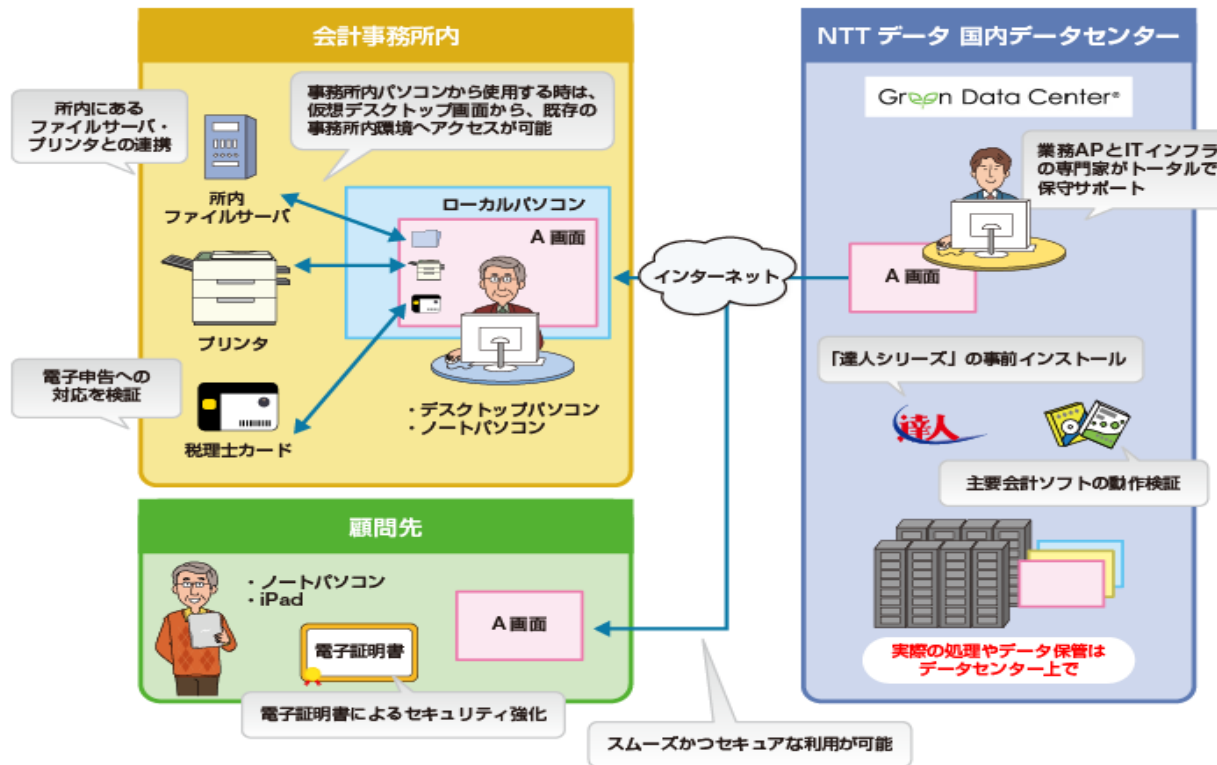 会計事務所内
所内にある
ファイルサーバ・
プリンタとの連携
事務所内パソコンから使用する時は、
仮想デスクトップ画面から、既存の
事務所内環境へアクセスが可能
所内
ファイルサーバ
ローカルパソコン
A 画面
プリンタ
電子申告への
対応を検証
税理士カード
・デスクトップパソコン
・ノートパソコン
インターネット
NTT データ 国内データセンター
Green Data Center®
業務APとITインフラ
の専門家がトータルで
保守サポート
A 画面
「達人シリーズ」の事前インストール
達人
主要会計ソフトの動作検証
実際の処理やデータ保管は
データセンター上で
顧問先
・ノートパソコン
・iPad
電子証明書
A 画面
電子証明書によるセキュリティ強化
スムーズかつセキュアな利用が可能